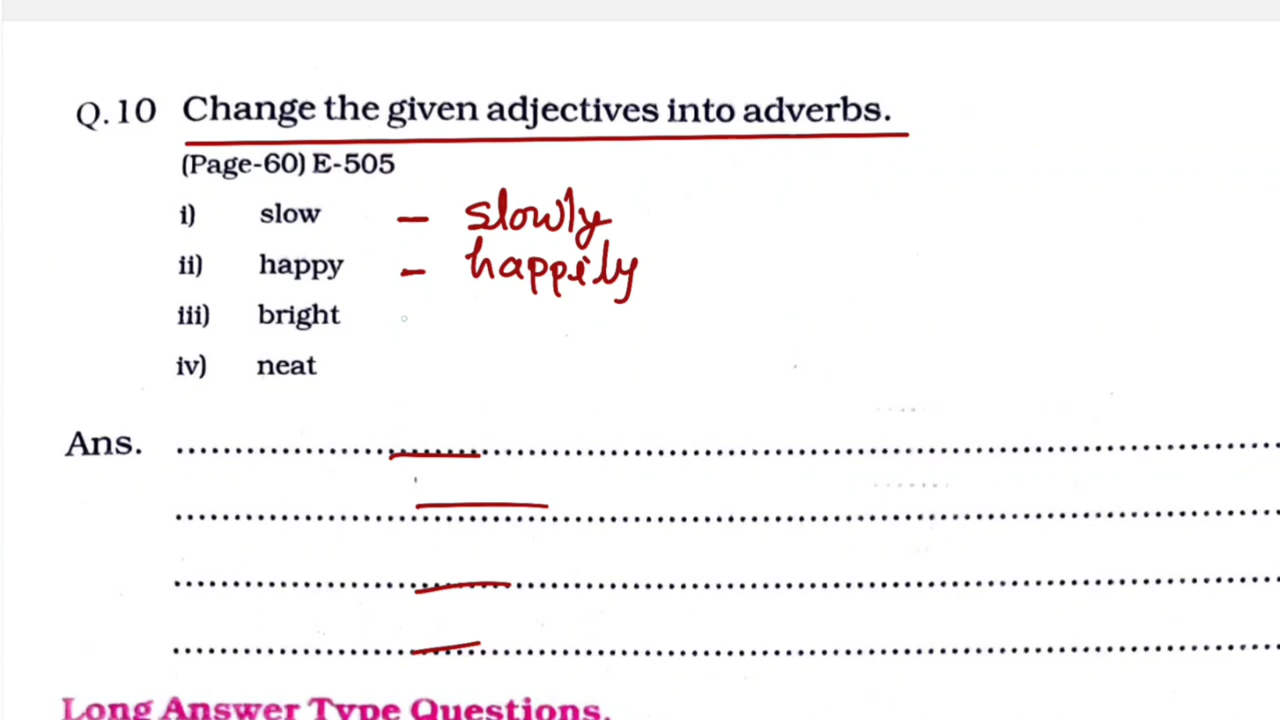 Q.10 Change the given adjectives into adverbs.
(Page-60) E-505
i) slow – slowly
ii) happy – happily
iii) bright
iv) neat
Ans.
Long Answer Type Questions.